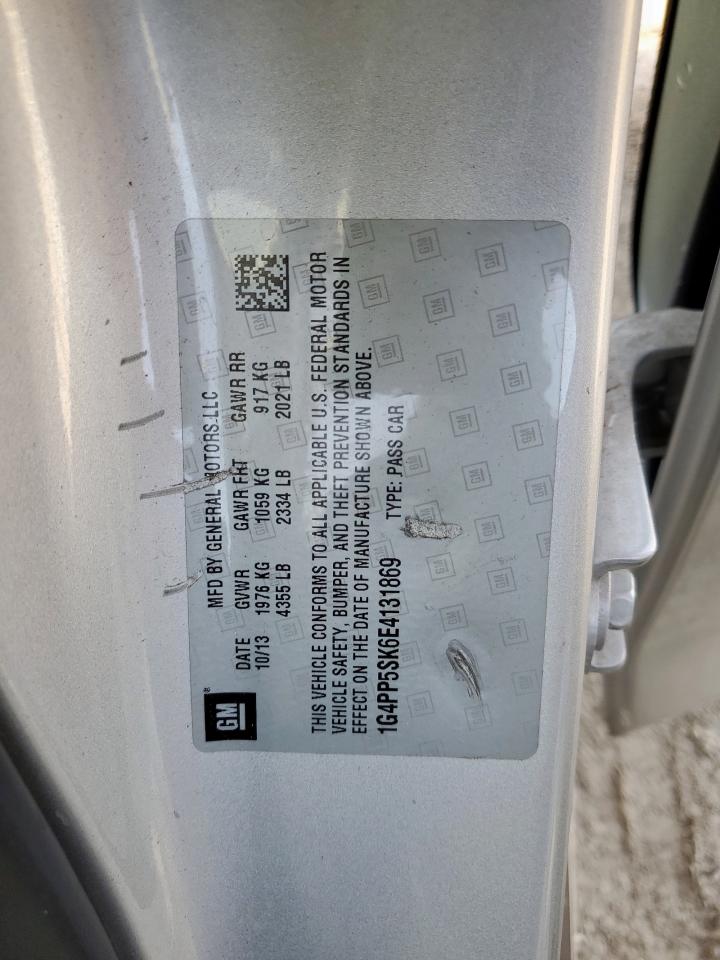 GM®
MFD BY GENERAL MOTORS LLC
DATE GVWR GAWR FRT GAWR RR
10/13 1976 KG 1059 KG 917 KG
4355 LB 2334 LB 2021 LB
THIS VEHICLE CONFORMS TO ALL APPLICABLE U.S. FEDERAL MOTOR
VEHICLE SAFETY, BUMPER, AND THEFT PREVENTION STANDARDS IN
EFFECT ON THE DATE OF MANUFACTURE SHOWN ABOVE.
1G4PP5SK6E4131869 TYPE: PASS CAR